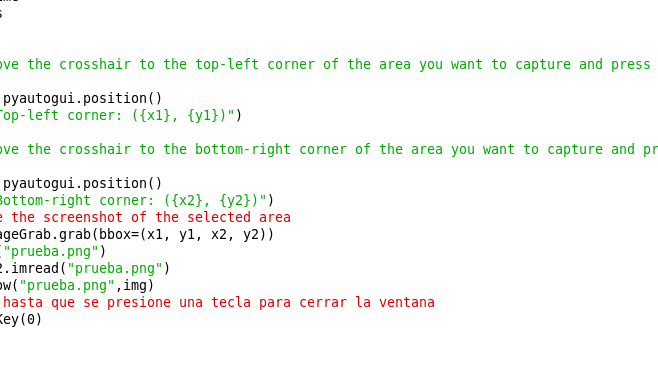 s
ove the crosshair to the top-left corner of the area you want to capture and press
pyautogui.position()
Top-left corner: ({x1}, {y1})")
ove the crosshair to the bottom-right corner of the area you want to capture and pr
pyautogui.position()
Bottom-right corner: ({x2}, {y2})")
e the screenshot of the selected area
ageGrab.grab(bbox=(x1, y1, x2, y2))
("prueba.png")
2.imread("prueba.png")
ow("prueba.png",img)
hasta que se presione una tecla para cerrar la ventana
Key(0)